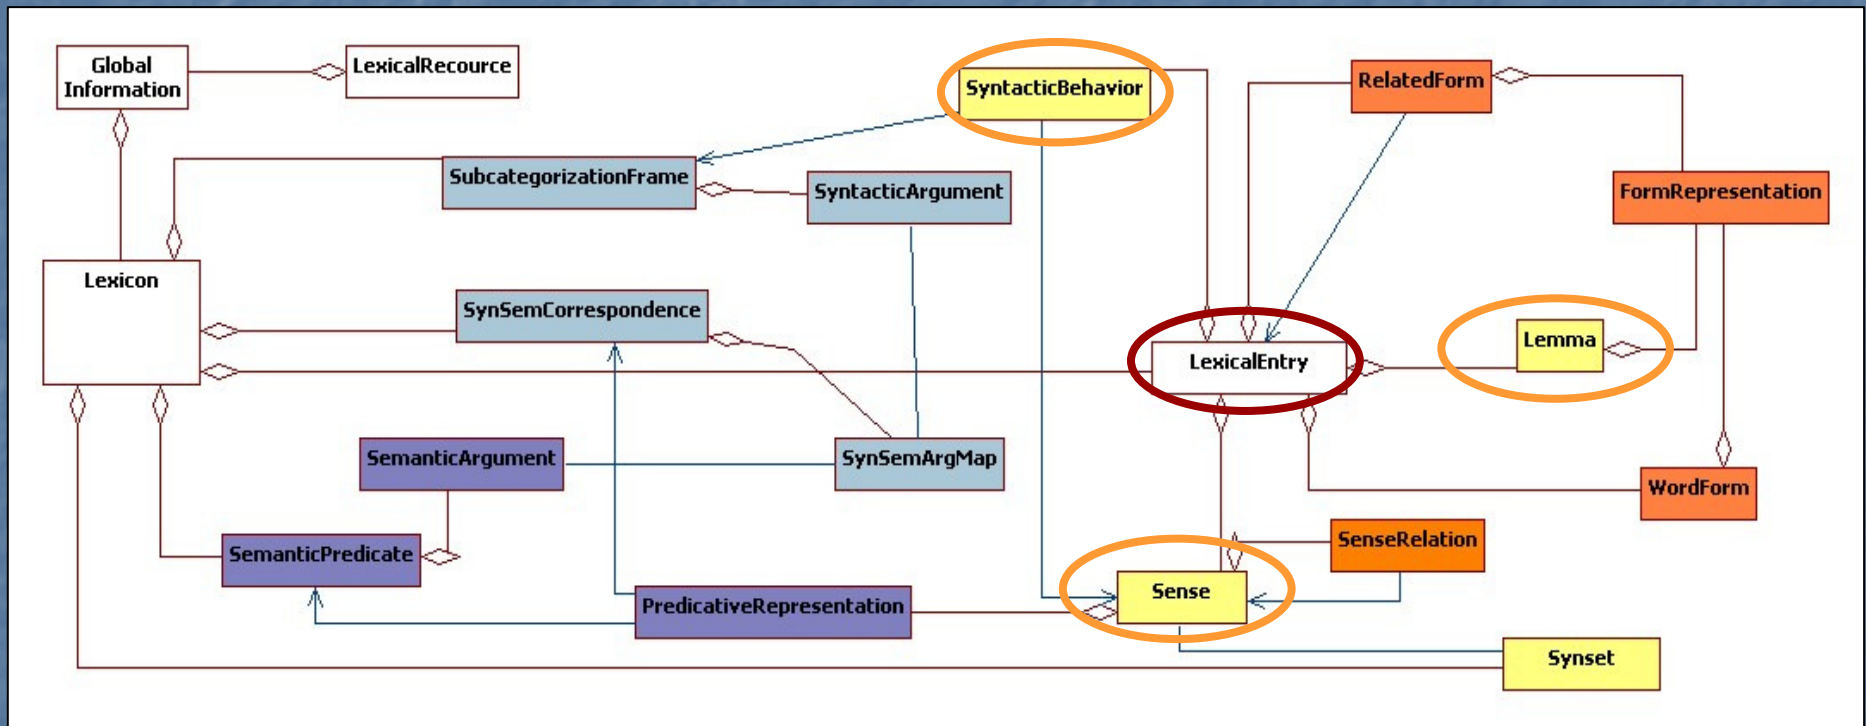 Global
Information
LexicalRecource
SyntacticBehavior
RelatedForm
SubcategorizationFrame
SyntacticArgument
FormRepresentation
Lexicon
SynSemCorrespondence
LexicalEntry
Lemma
SemanticArgument
SynSemArgMap
WordForm
SemanticPredicate
SenseRelation
PredicativeRepresentation
Sense
Synset